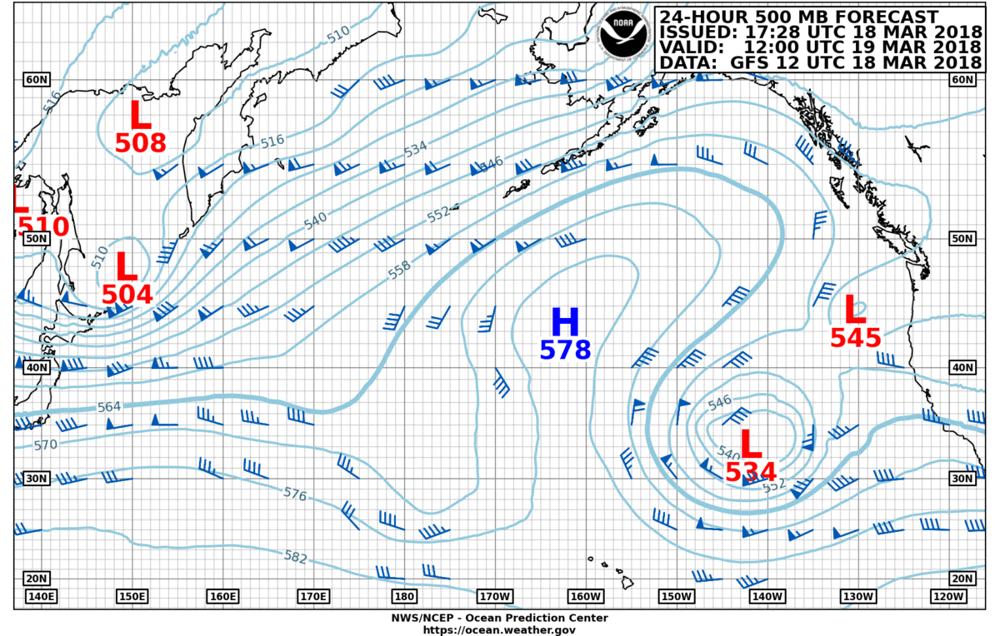 NOAA
24-HOUR 500 MB FORECAST
ISSUED: 17:28 UTC 18 MAR 2018
VALID: 12:00 UTC 19 MAR 2018
DATA: GFS 12 UTC 18 MAR 2018
510
60N
60N
516
L
508
516
534
546
L
510
552
540
50N
50N
510
L
504
558
H
578
L
545
40N
40N
564
546
570
540
L
534
552
30N
30N
576
582
20N
20N
140E
150E
160E
170E
180
170W
160W
150W
140W
130W
120W
NWS/NCEP - Ocean Prediction Center
https://ocean.weather.gov